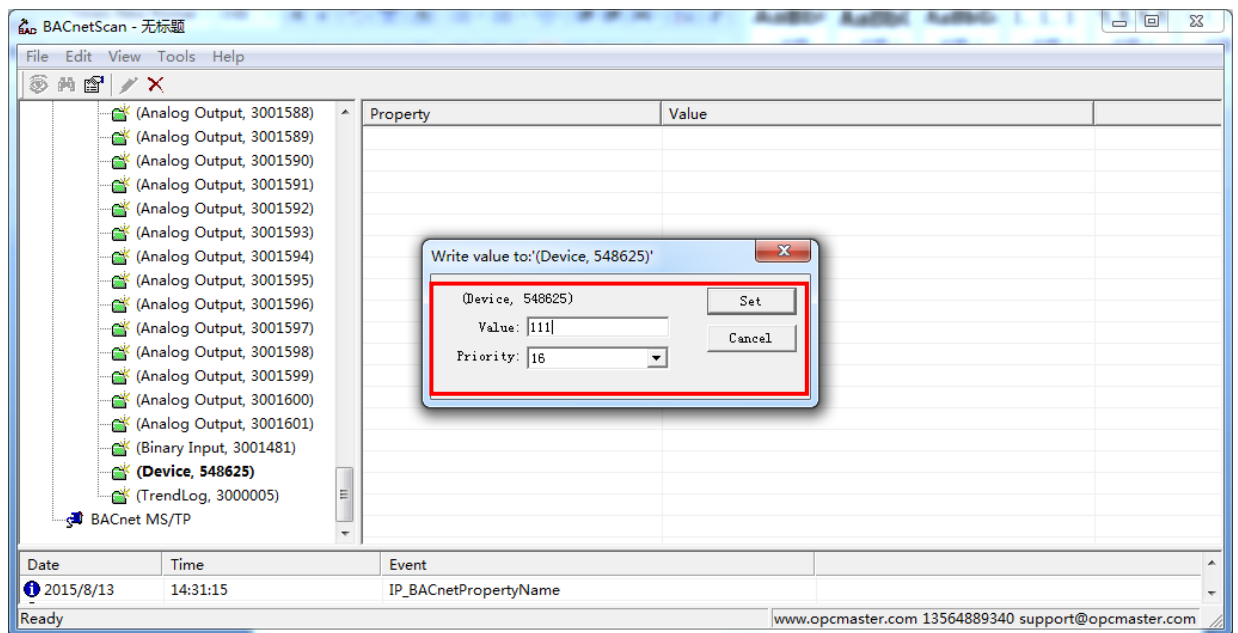 BACnetScan - 无标题
File Edit View Tools Help
(Analog Output, 3001588)
(Analog Output, 3001589)
(Analog Output, 3001590)
(Analog Output, 3001591)
(Analog Output, 3001592)
(Analog Output, 3001593)
(Analog Output, 3001594)
(Analog Output, 3001595)
(Analog Output, 3001596)
(Analog Output, 3001597)
(Analog Output, 3001598)
(Analog Output, 3001599)
(Analog Output, 3001600)
(Analog Output, 3001601)
(Binary Input, 3001481)
(Device, 548625)
(TrendLog, 3000005)
BACnet MS/TP
Property Value
Write value to:'(Device, 548625)'
(Device, 548625)
Set
Value: 111
Cancel
Priority: 16
Date Time Event
2015/8/13 14:31:15 IP_BACnetPropertyName
Ready www.opcmaster.com 13564889340 support@opcmaster.com